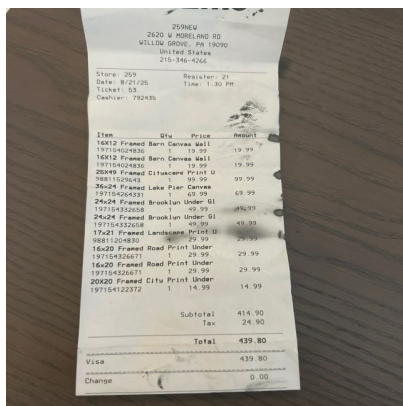 259NEW
2620 W MORELAND RD
WILLOW GROVE, PA 19090
United States
215-346-4266
Store: 259 Register: 21
Date: 8/21/25 Time: 1:30 PM
Ticket: 53
Cashier: 792435
Item Qty Price Amount
16X12 Framed Barn Canvas Wall
197154024836 1 19.99 19.99
16X12 Framed Barn Canvas Wall
197154024836 1 19.99 19.99
25X49 Framed Cityscape Print U
98811529643 1 99.99 99.99
36x24 Framed Lake Pier Canvas
197154264331 1 69.99 69.99
24x24 Framed Brooklyn Under Gl
197154332658 1 49.99 49.99
24x24 Framed Brooklyn Under Gl
197154332658 1 49.99 49.99
17x21 Framed Landscape Print U
98811204830 1 29.99 29.99
16x20 Framed Road Print Under
197154326671 1 29.99 29.99
16x20 Framed Road Print Under
197154326671 1 29.99 29.99
20X20 Framed City Print Under
197154122372 1 14.99 14.99
Subtotal 414.90
Tax 24.90
Total 439.80
Visa 439.80
Change 0.00